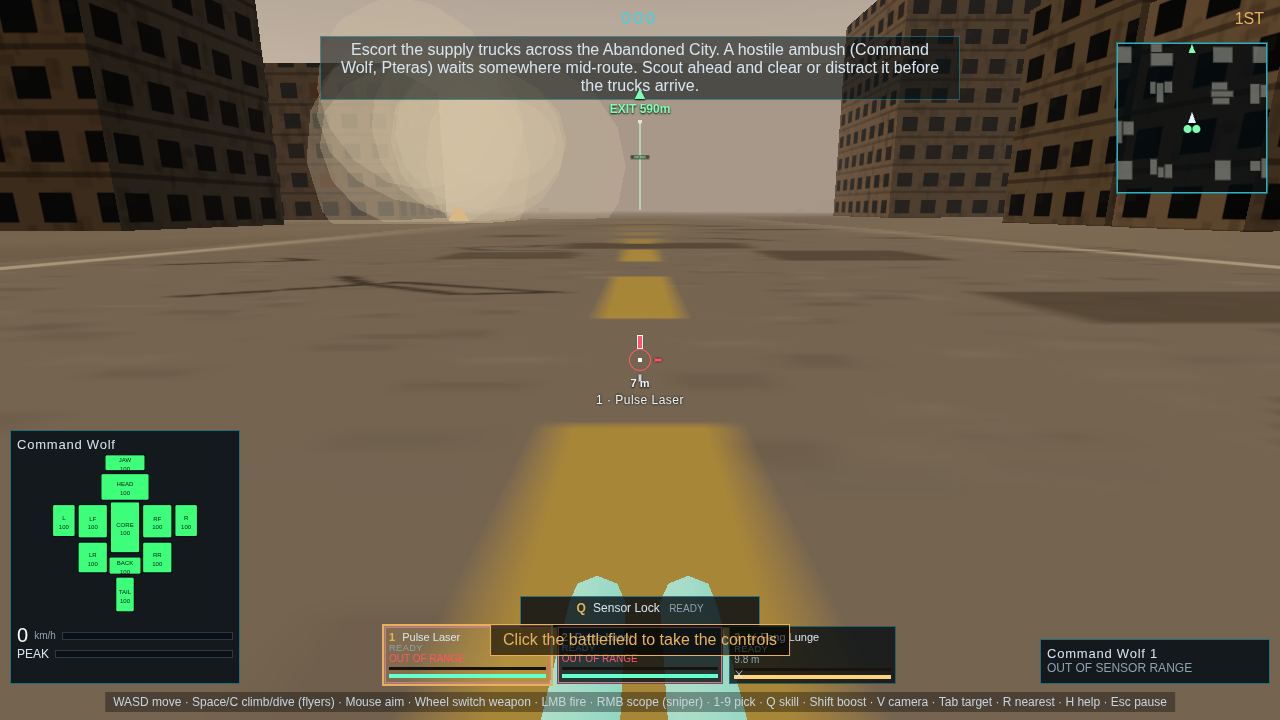 000
1ST
Escort the supply trucks across the Abandoned City. A hostile ambush (Command
Wolf, Pteras) waits somewhere mid-route. Scout ahead and clear or distract it before
the trucks arrive.
EXIT 590m
7 m
1 · Pulse Laser
Command Wolf
JAW
100
HEAD
100
L
100
LF
100
CORE
100
RF
100
R
100
LR
100
BACK
100
RR
100
TAIL
100
0 km/h
PEAK
Q Sensor Lock READY
Click the battlefield to take the controls
1 Pulse Laser
READY
OUT OF RANGE
READY
OUT OF RANGE
Lunge
READY
9.8 m
Command Wolf 1
OUT OF SENSOR RANGE
WASD move · Space/C climb/dive (flyers) · Mouse aim · Wheel switch weapon · LMB fire · RMB scope (sniper) · 1-9 pick · Q skill · Shift boost · V camera · Tab target · R nearest · H help · Esc pause